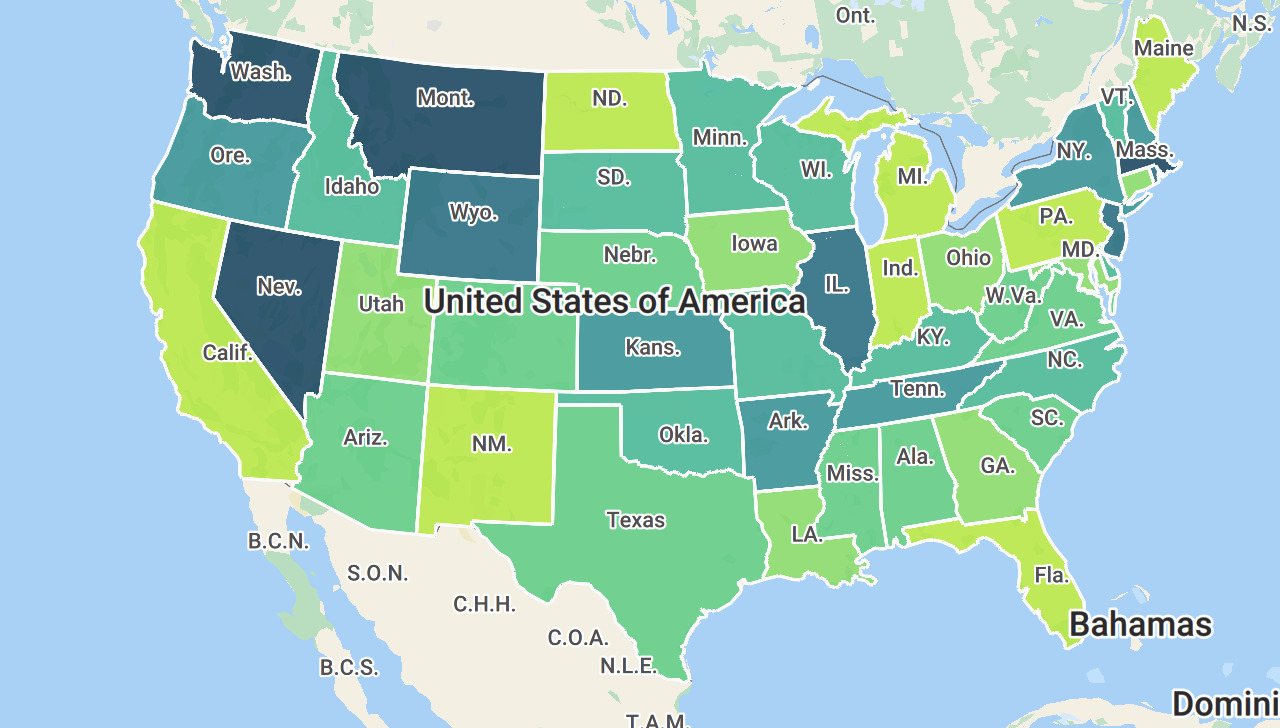 Ont.
N.S.
Maine
Wash.
Mont.
ND.
VT.
Minn.
Ore.
NY.
Mass.
WI.
SD.
MI.
Idaho
Wyo.
PA.
Iowa
MD.
Nebr.
Ohio
Ind.
Nev.
IL.
W.Va.
Utah
United States of America
VA.
KY.
Calif.
Kans.
NC.
Tenn.
Ark.
SC.
Ariz.
NM.
Okla.
Ala.
GA.
Miss.
Texas
LA.
B.C.N.
S.O.N.
Fla.
C.H.H.
Bahamas
C.O.A.
B.C.S.
N.L.E.
Domini
T.A.M.